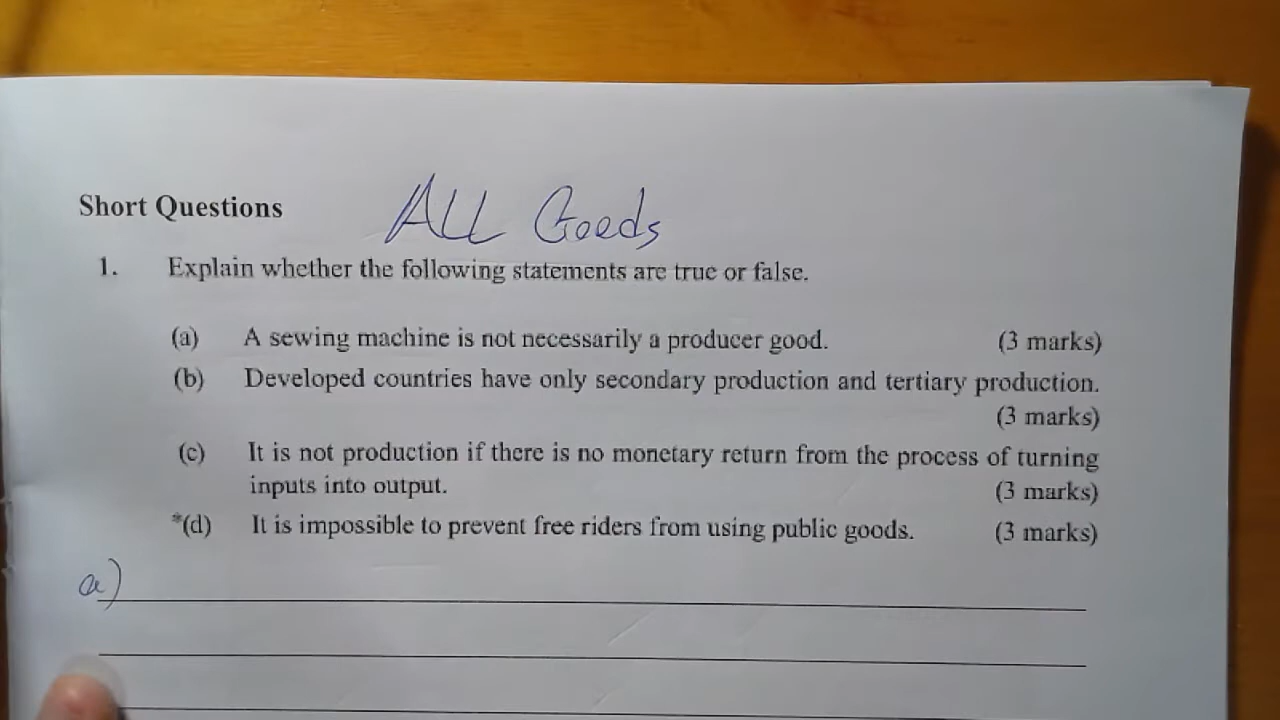 Short Questions
ALL Goods
1. Explain whether the following statements are true or false.
(a) A sewing machine is not necessarily a producer good. (3 marks)
(b) Developed countries have only secondary production and tertiary production.
(3 marks)
(c) It is not production if there is no monetary return from the process of turning
inputs into output. (3 marks)
*(d) It is impossible to prevent free riders from using public goods. (3 marks)
a)